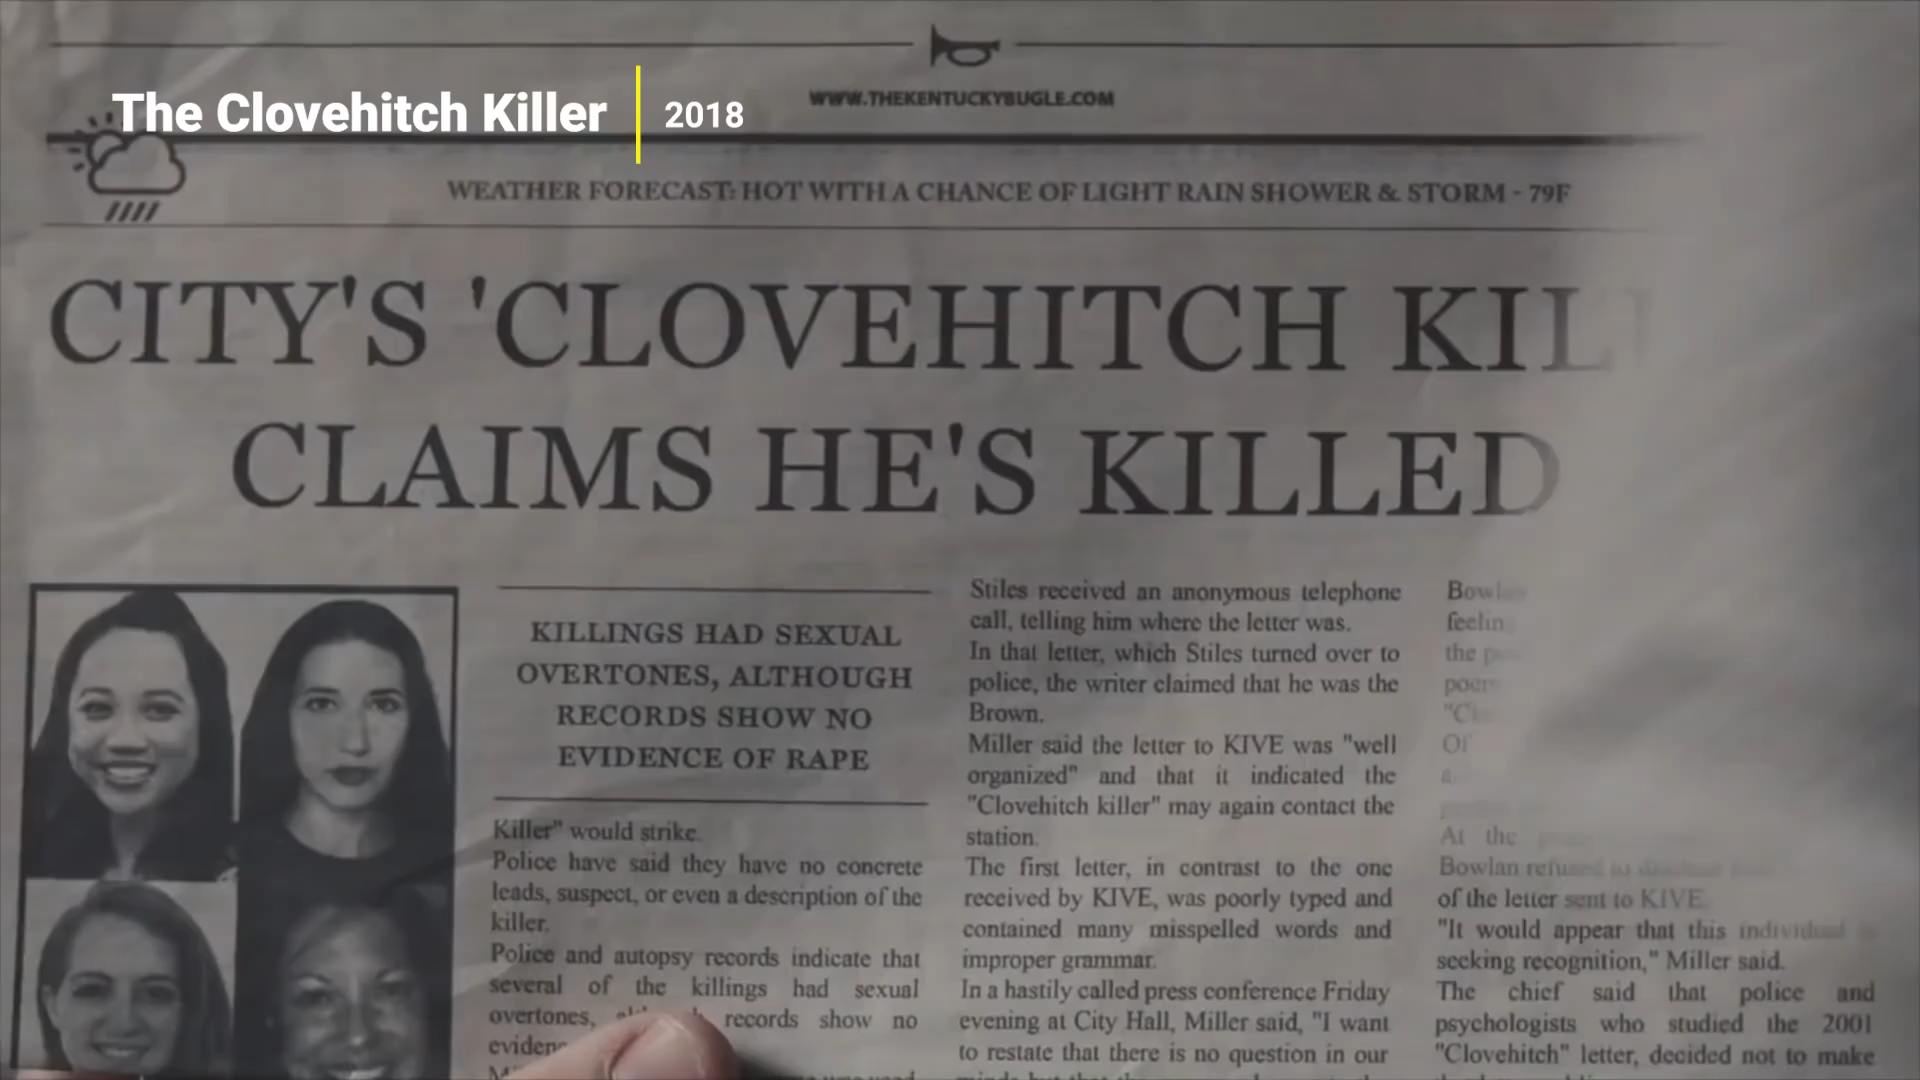 The Clovehitch Killer
2018
WWW.THEKENTUCKYBUGLE.COM
WEATHER FORECAST: HOT WITH A CHANCE OF LIGHT RAIN SHOWER & STORM - 79F
CITY'S 'CLOVEHITCH KIL
CLAIMS HE'S KILLED
KILLINGS HAD SEXUAL
OVERTONES, ALTHOUGH
RECORDS SHOW NO
EVIDENCE OF RAPE
Killer" would strike.
Police have said they have no concrete
leads, suspect, or even a description of the
killer.
Police and autopsy records indicate that
several of the killings had sexual
overtones, records show no
Stiles received an anonymous telephone
call, telling him where the letter was.
In that letter, which Stiles turned over to
police, the writer claimed that he was the
Brown.
Miller said the letter to KIVE was "well
organized" and that it indicated the
"Clovehitch killer" may again contact the
station.
The first letter, in contrast to the one
received by KIVE, was poorly typed and
contained many misspelled words and
improper grammar.
In a hastily called press conference Friday
evening at City Hall, Miller said, "I want
to restate that there is no question in our
the
Of
At the
Bowlan refused to
of the letter sent to KIVE.
"It would appear that this individual
seeking recognition," Miller said.
The chief said that police and
psychologists who studied the 2001
"Clovehitch" letter, decided not to make